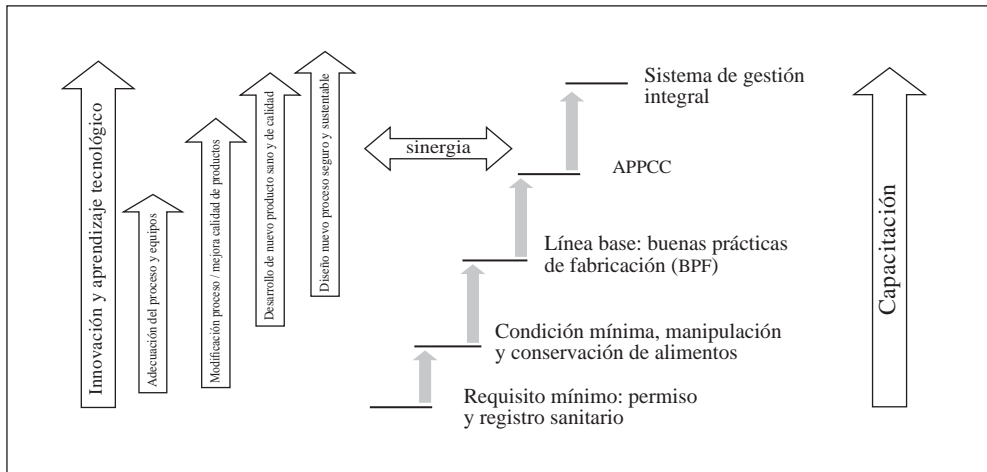 Innovación y aprendizaje tecnológico
Adecuación del proceso y equipos
Modificación proceso / mejora calidad de productos
Desarrollo de nuevo producto sano y de calidad
Diseño nuevo proceso seguro y sustentable
sinergia
Sistema de gestión
integral
APPCC
Línea base: buenas prácticas
de fabricación (BPF)
Condición mínima, manipulación
y conservación de alimentos
Requisito mínimo: permiso
y registro sanitario
Capacitación